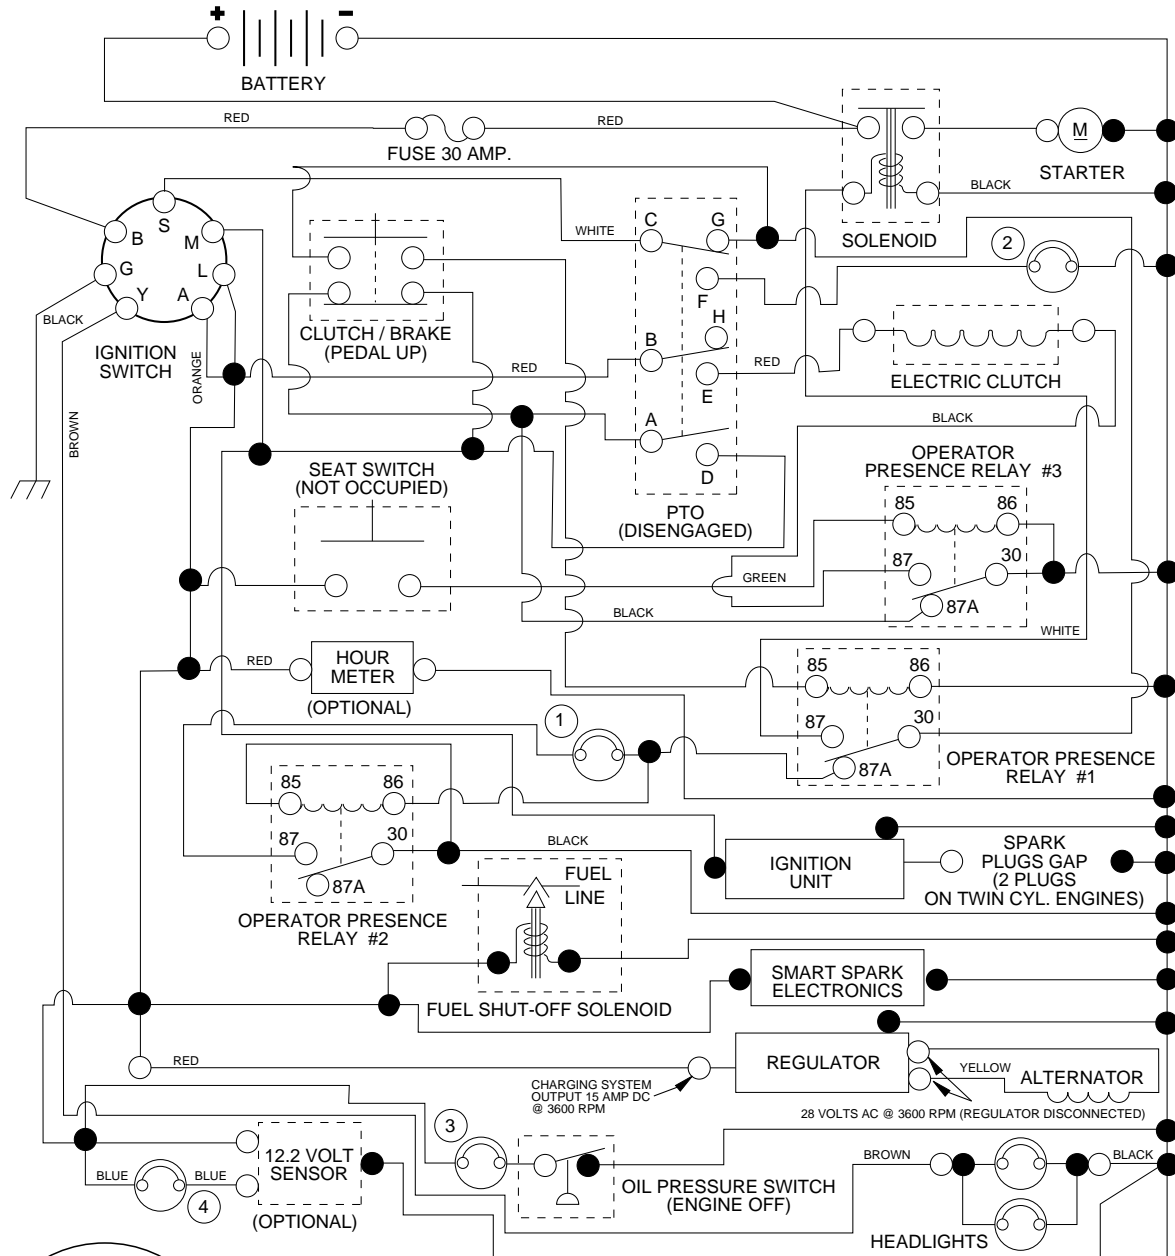 + -
BATTERY
RED
RED
FUSE 30 AMP.
M
STARTER
BLACK
SOLENOID
S
B
M
G
L
Y
A
BLACK
IGNITION
SWITCH
ORANGE
BROWN
CLUTCH / BRAKE
(PEDAL UP)
WHITE
C
G
F
H
B
E
A
D
RED
RED
PTO
(DISENGAGED)
2
ELECTRIC CLUTCH
BLACK
SEAT SWITCH
(NOT OCCUPIED)
OPERATOR
PRESENCE RELAY #3
85
86
87
30
87A
GREEN
BLACK
WHITE
RED
HOUR
METER
(OPTIONAL)
85
86
87
30
87A
OPERATOR PRESENCE
RELAY #1
1
85
86
87
30
87A
OPERATOR PRESENCE
RELAY #2
BLACK
FUEL
LINE
FUEL SHUT-OFF SOLENOID
IGNITION
UNIT
SPARK
PLUGS GAP
(2 PLUGS
ON TWIN CYL. ENGINES)
SMART SPARK
ELECTRONICS
RED
CHARGING SYSTEM
OUTPUT 15 AMP DC
@ 3600 RPM
REGULATOR
YELLOW
ALTERNATOR
28 VOLTS AC @ 3600 RPM (REGULATOR DISCONNECTED)
3
12.2 VOLT
SENSOR
(OPTIONAL)
BLUE
BLUE
4
OIL PRESSURE SWITCH
(ENGINE OFF)
BROWN
BLACK
HEADLIGHTS